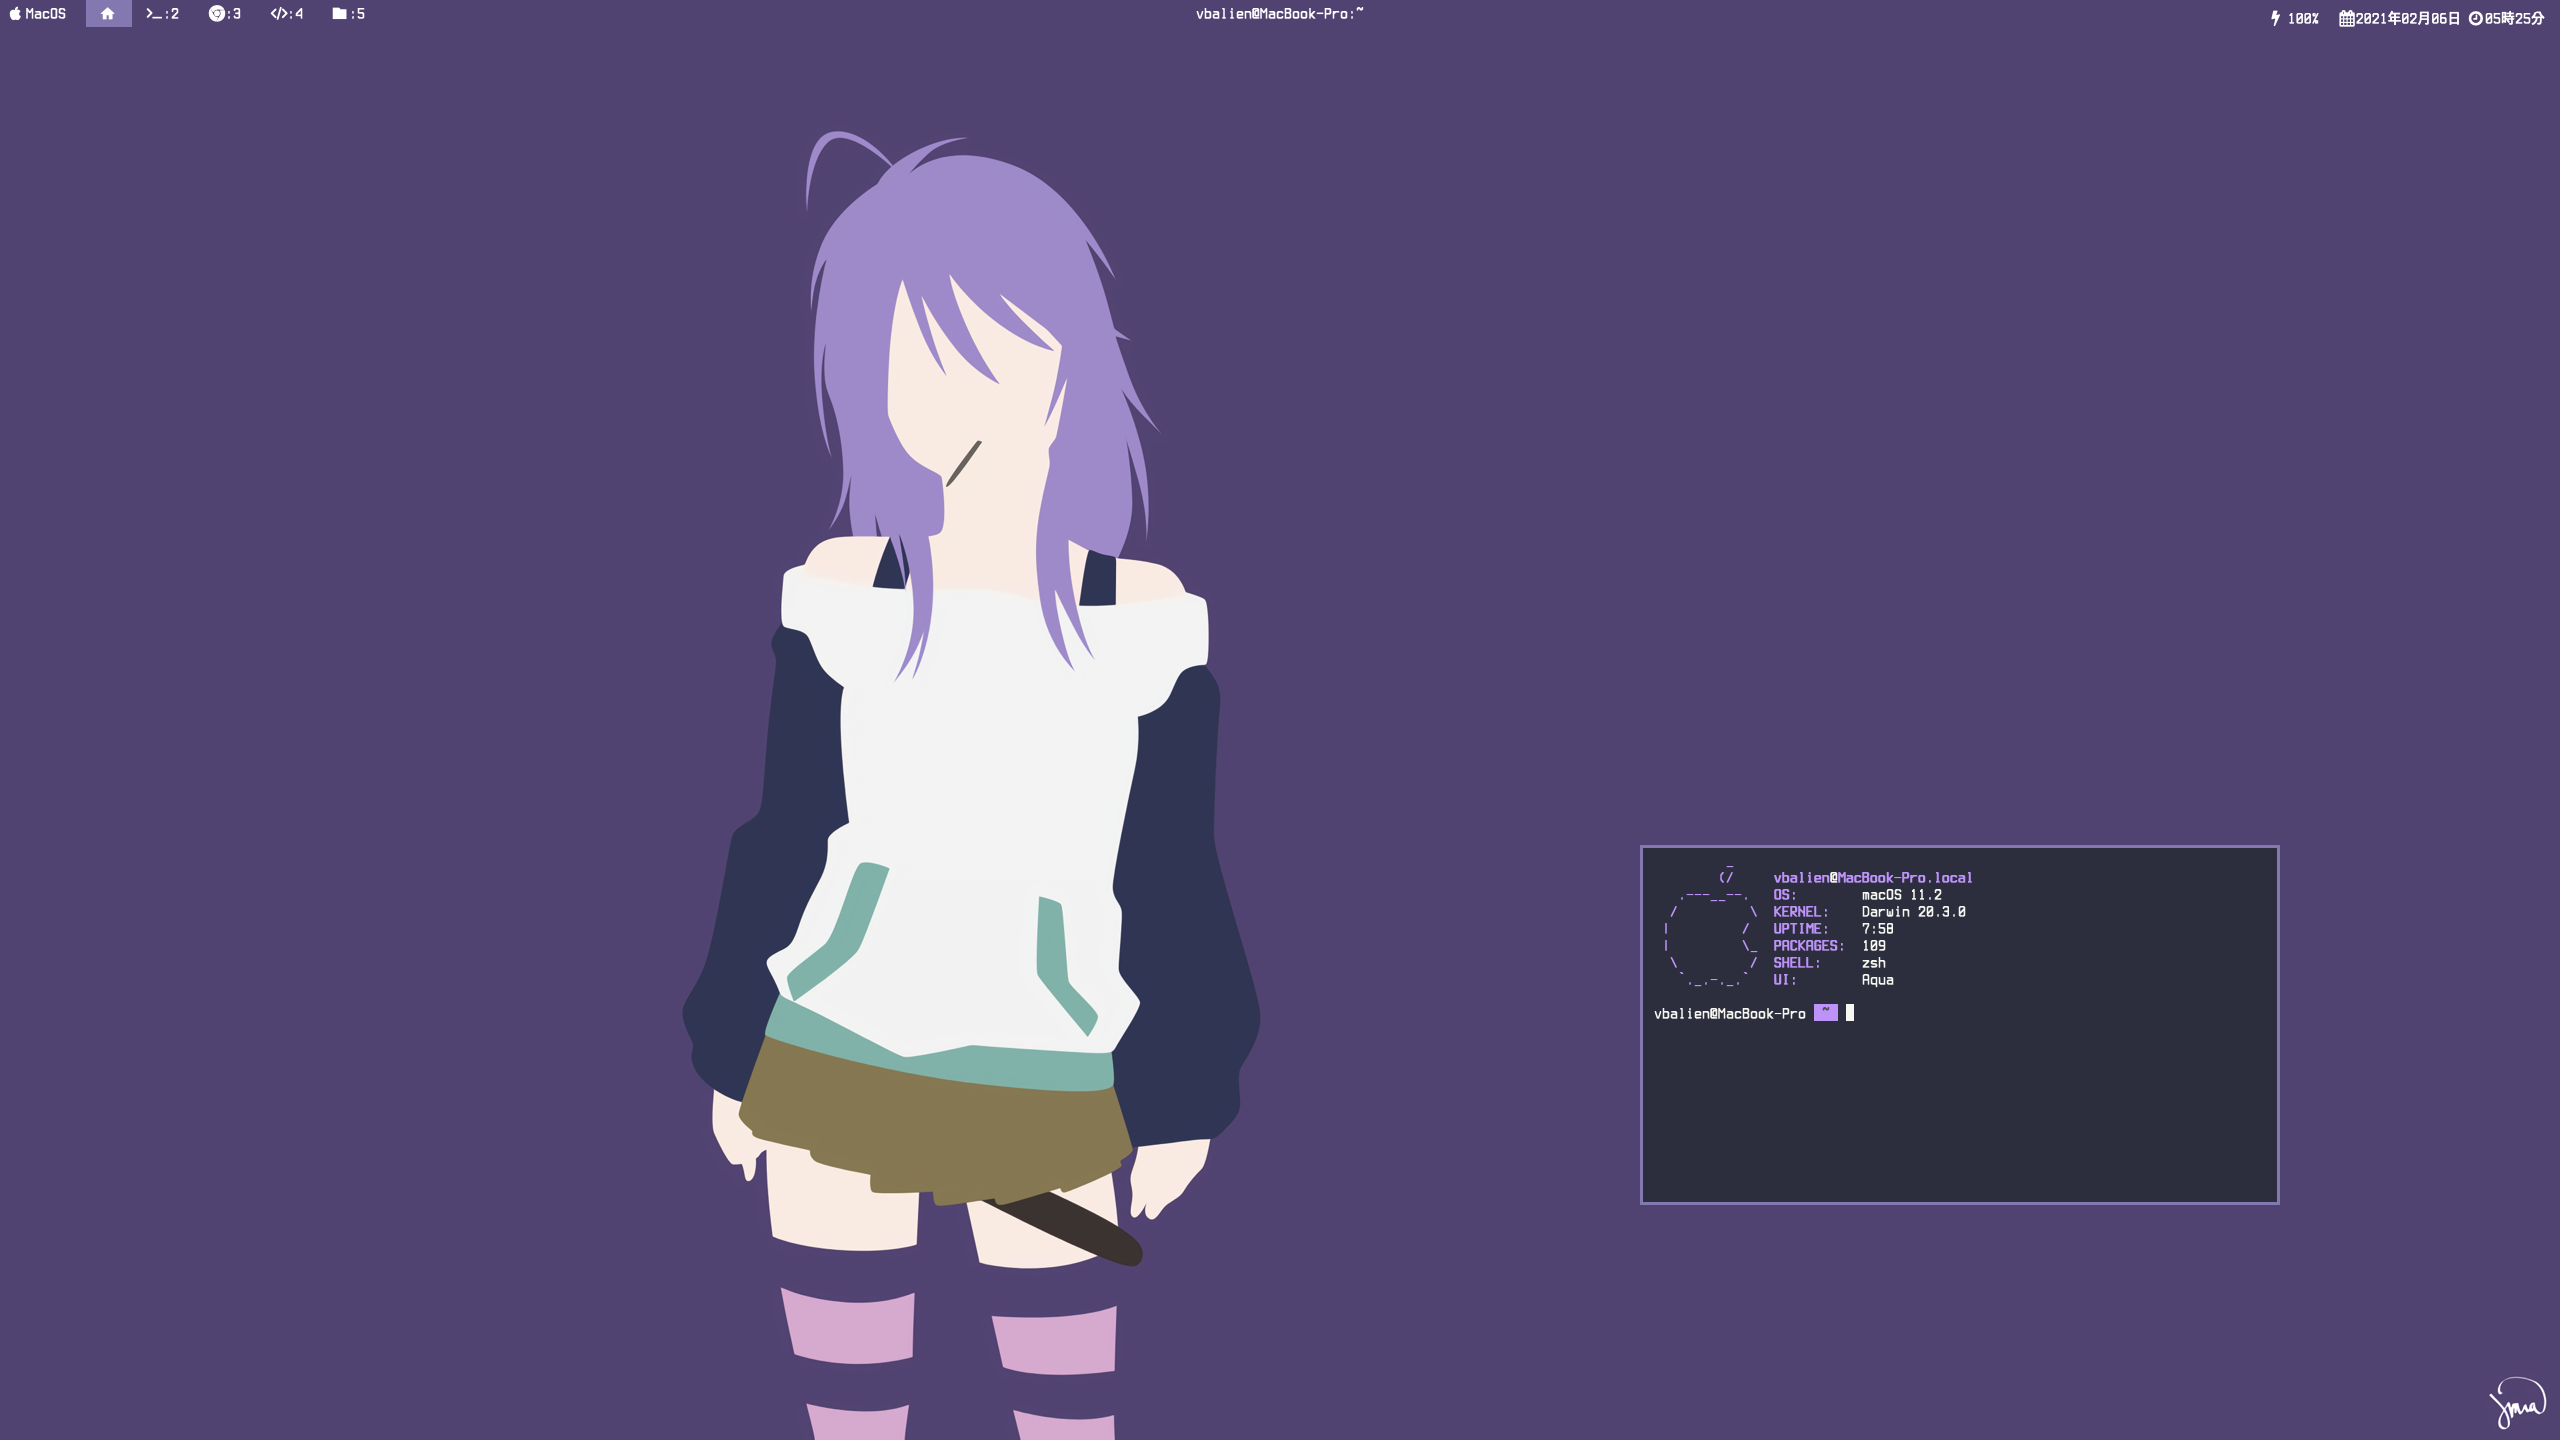 MacOS
>_:2
:3
</>:4
:5
vbalien@MacBook-Pro:~
100%
2021年02月06日
05時25分
_
(/ vbalien@MacBook-Pro.local
.---__--. OS: macOS 11.2
/ \ KERNEL: Darwin 20.3.0
| / UPTIME: 7:58
| \_ PACKAGES: 109
\ / SHELL: zsh
`._.-._.` UI: Aqua
vbalien@MacBook-Pro ~